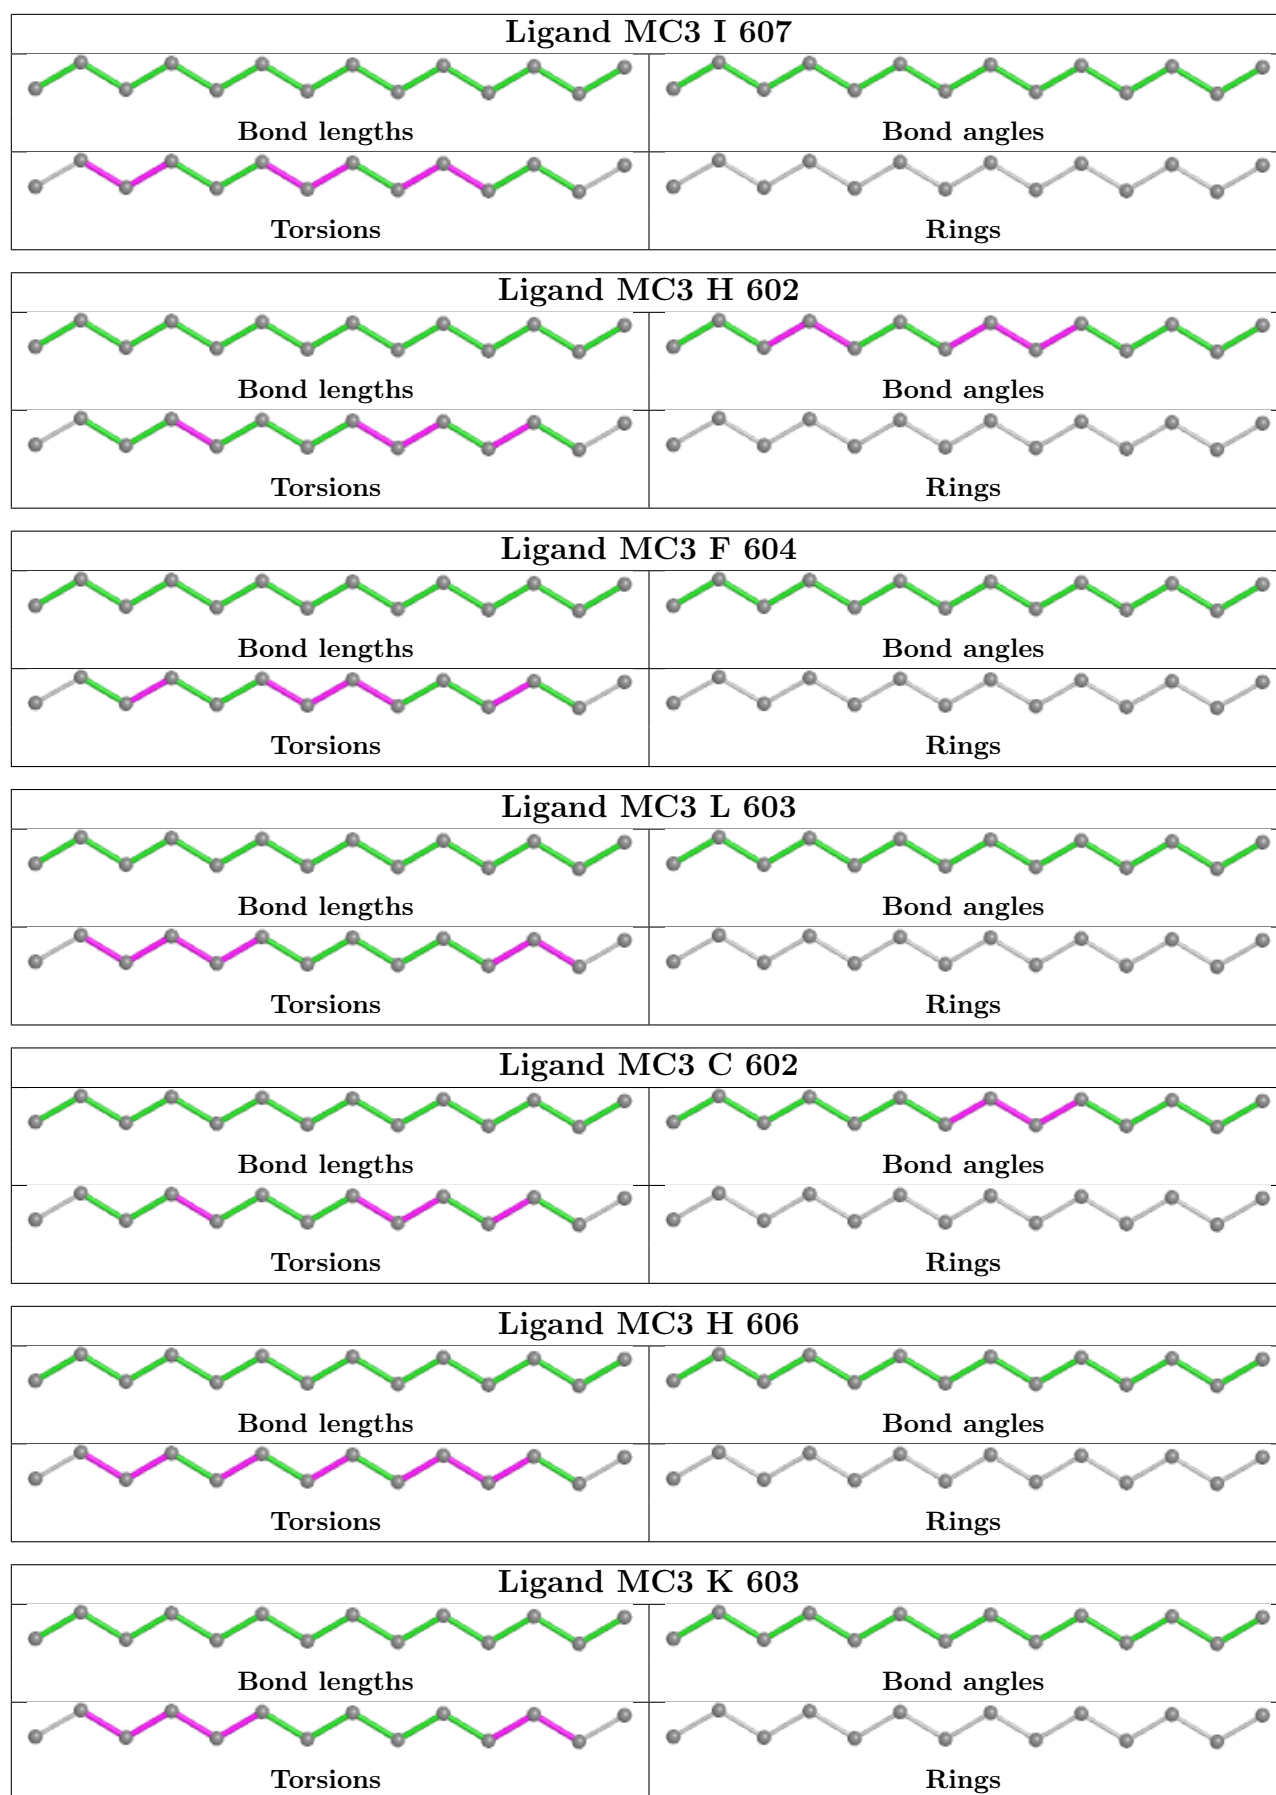 Ligand MC3 I 607
Bond lengths
Bond angles
Torsions
Rings
Ligand MC3 H 602
Bond lengths
Bond angles
Torsions
Rings
Ligand MC3 F 604
Bond lengths
Bond angles
Torsions
Rings
Ligand MC3 L 603
Bond lengths
Bond angles
Torsions
Rings
Ligand MC3 C 602
Bond lengths
Bond angles
Torsions
Rings
Ligand MC3 H 606
Bond lengths
Bond angles
Torsions
Rings
Ligand MC3 K 603
Bond lengths
Bond angles
Torsions
Rings